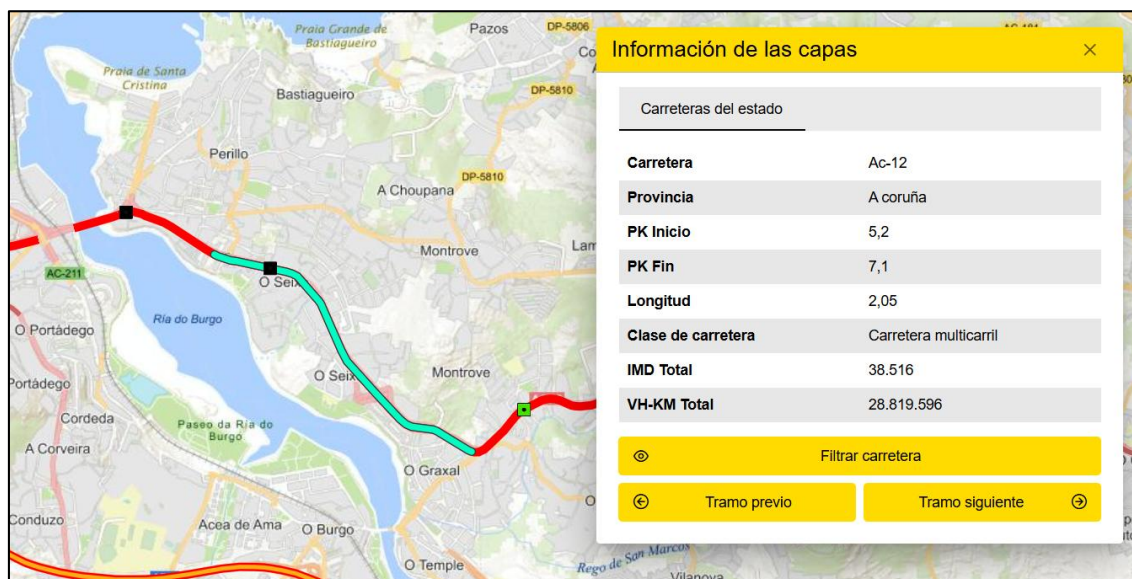 Praia Grande de
Bastiagueiro
Pazos
DP-5806
Praia de Santa
Cristina
DP-5810
Bastiagueiro
Perillo
A Choupana
DP-5810
Montrove
AC-211
O Seix
O Portádego
Ría do Burgo
Montrove
O Seix
Portádego
Cordeda
Paseo da Ría do
Burgo
A Corveira
O Graxal
Conduzo
Acea de Ama
O Burgo
O Temple
Rego de San Marcos
Vilanova
Información de las capas
Carreteras del estado
Carretera Ac-12
Provincia A coruña
PK Inicio 5,2
PK Fin 7,1
Longitud 2,05
Clase de carretera Carretera multicarril
IMD Total 38.516
VH-KM Total 28.819.596
Filtrar carretera
Tramo previo
Tramo siguiente